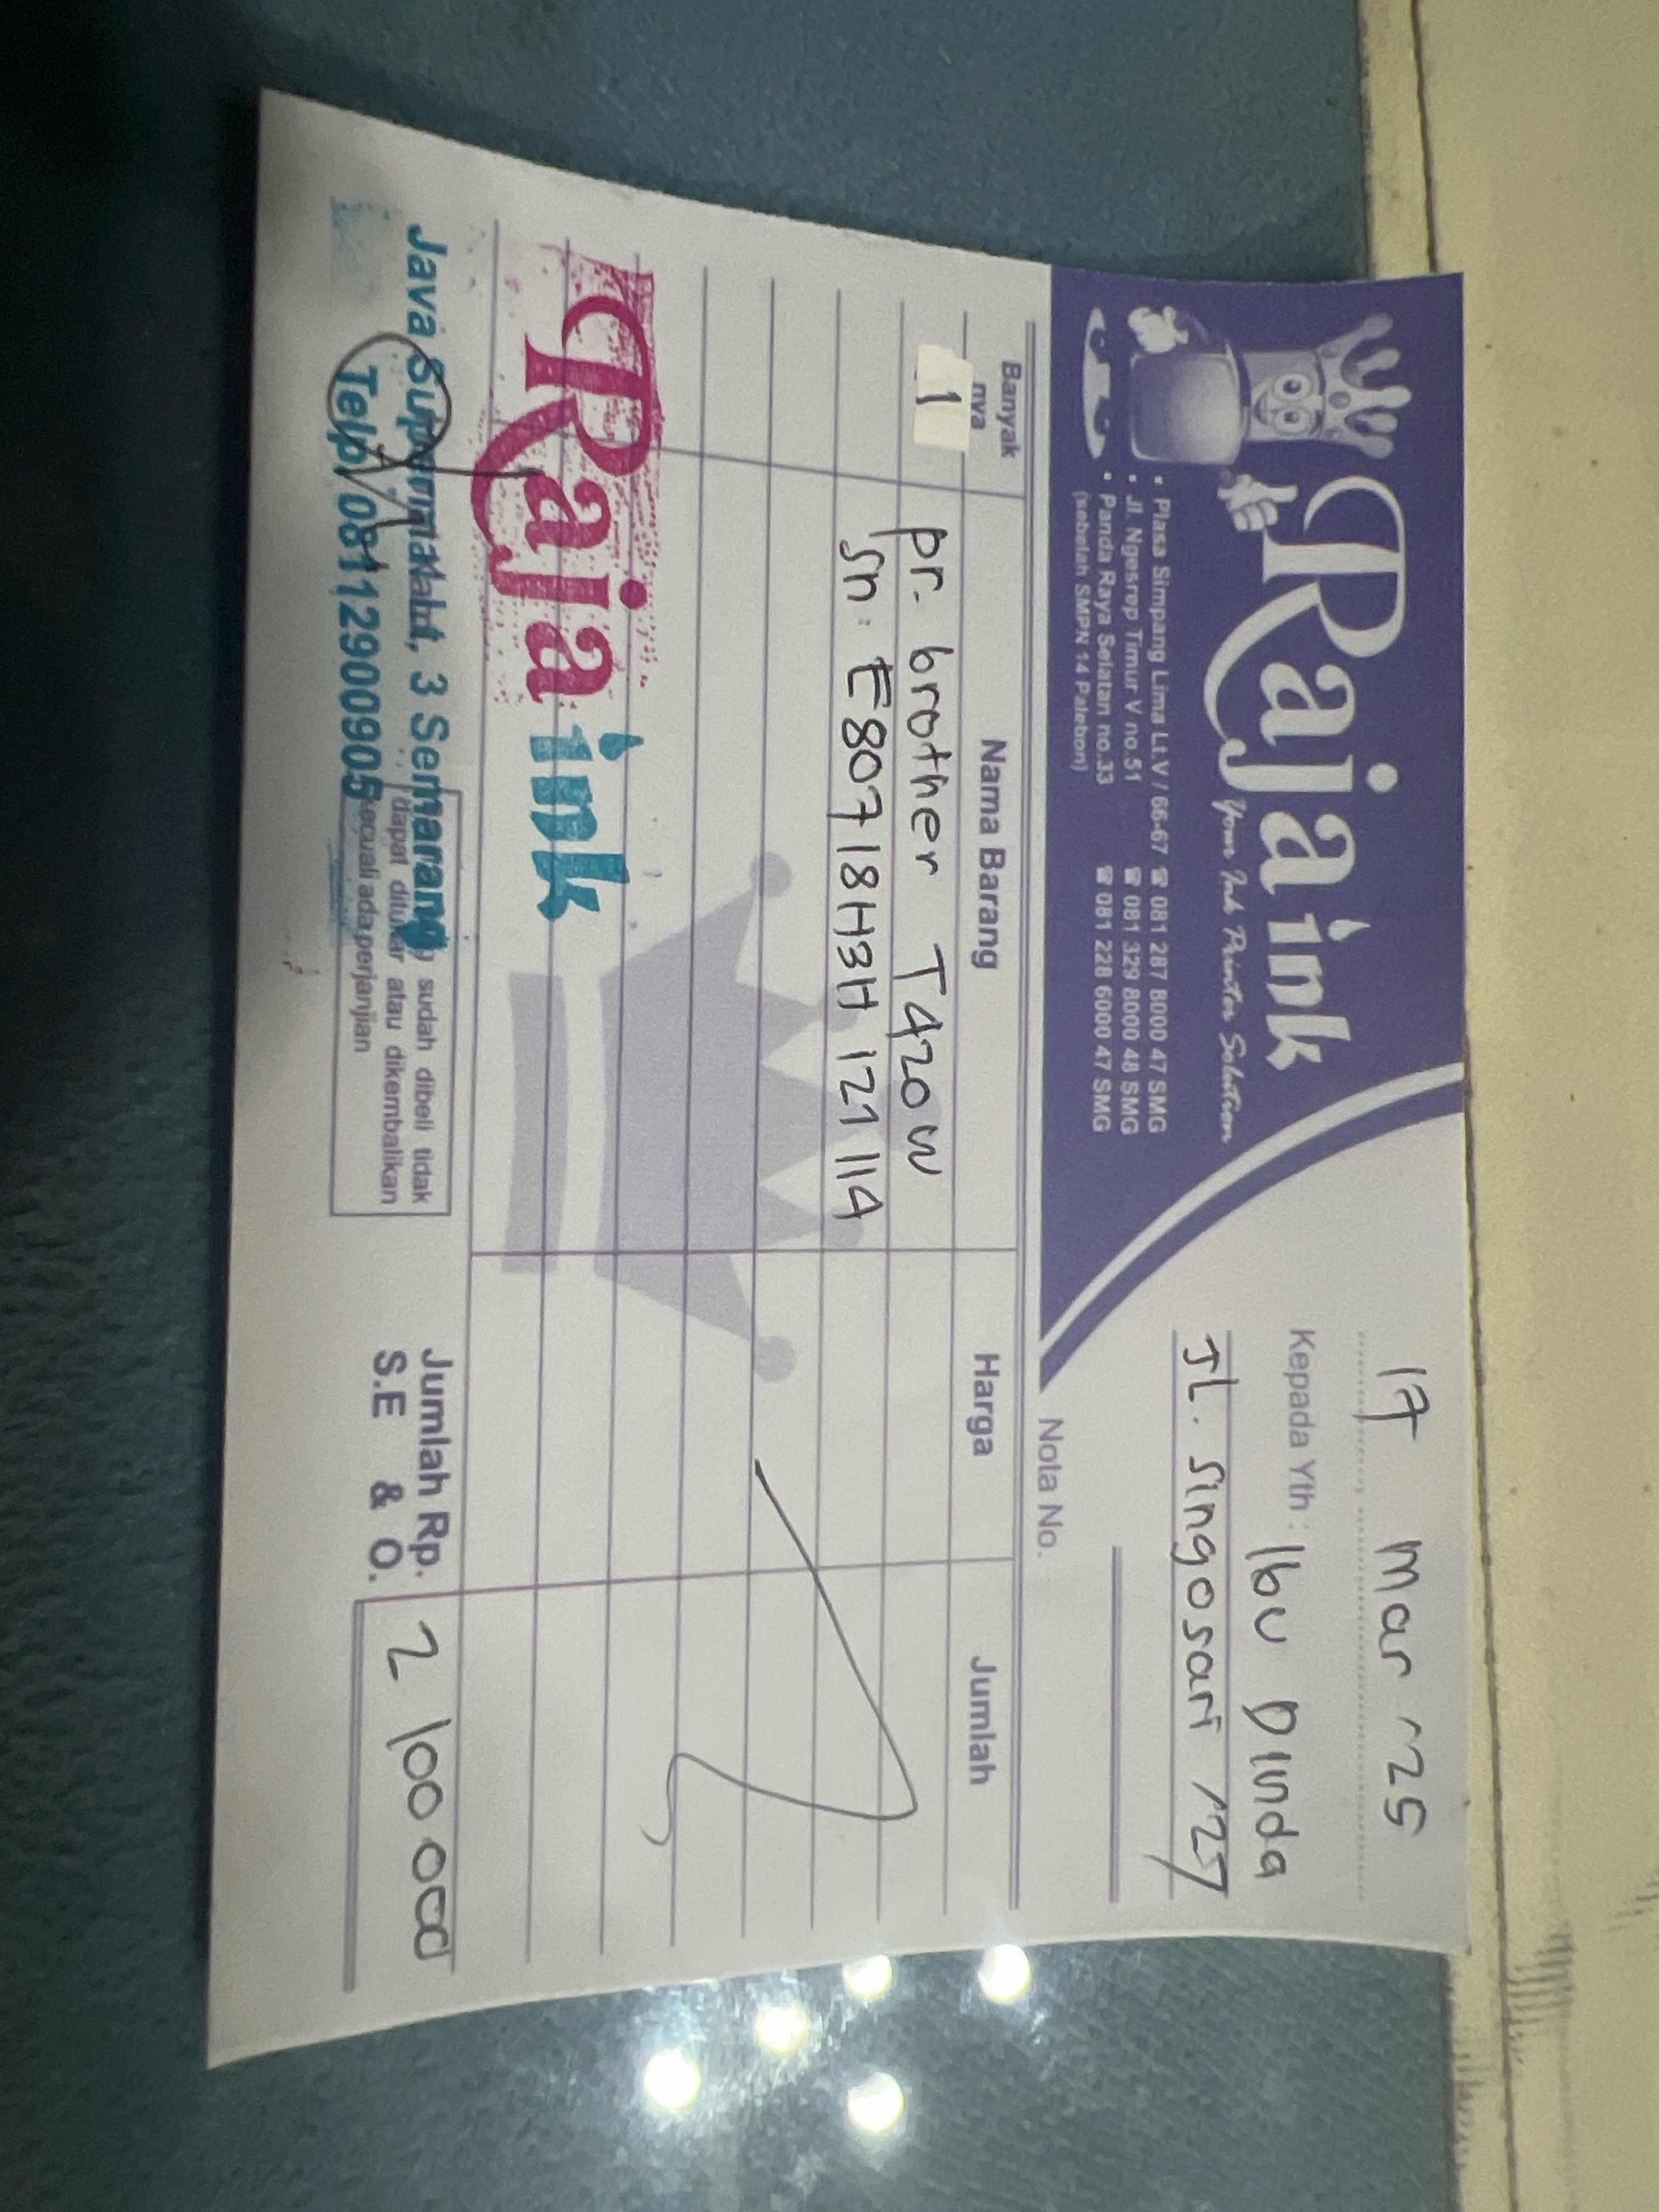 Raja ink
Your Ink Printer Solution
• Plasa Simpang Lima Lt.V / 66-67 ☎ 081 287 8000 47 SMG
• Jl. Ngesrep Timur V no.51 ☎ 081 329 8000 48 SMG
• Panda Raya Selatan no.33 ☎ 081 228 6000 47 SMG
(sebelah SMPN 14 Palebon)
17 Mar ~25
Kepada Yth : Ibu Dinda
JL. Singosari
Nota No.
Banyak nya Nama Barang Harga Jumlah
1 pr. brother T420W
Sn : E80718H3H121114
Raja ink
Java Supermall, 3 Semarang
Telp 081129000905
sudah dibeli tidak
dapat ditukar atau dikembalikan
kecuali ada perjanjian
Jumlah Rp. 2 100 000
S.E & O.